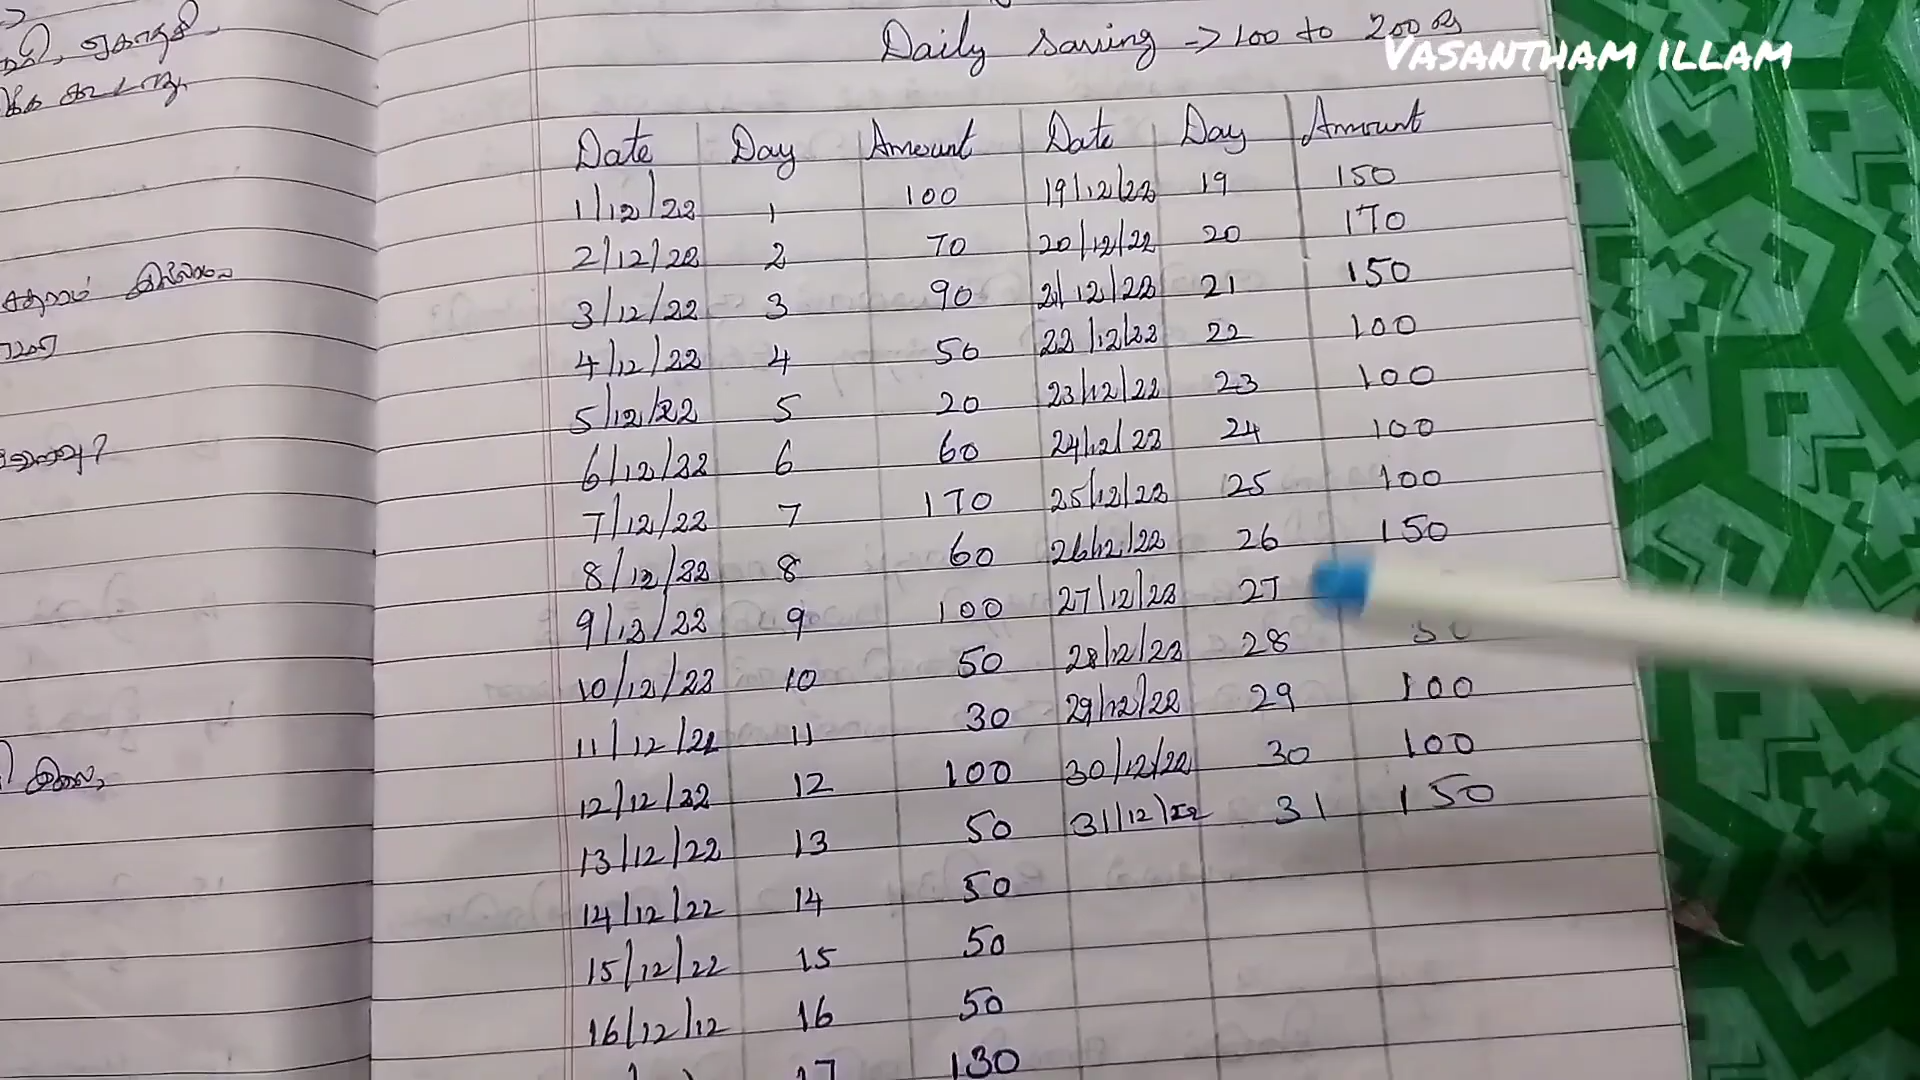 Daily saving -> 100 to 200 Rs
VASANTHAM ILLAM
Date Day Amount Date Day Amount
1/12/22 1 100 19/12/22 19 150
2/12/22 2 70 20/12/22 20 170
3/12/22 3 90 21/12/22 21 150
4/12/22 4 50 22/12/22 22 100
5/12/22 5 20 23/12/22 23 100
6/12/22 6 60 24/12/22 24 100
7/12/22 7 170 25/12/22 25 100
8/12/22 8 60 26/12/22 26 150
9/12/22 9 100 27/12/22 27
10/12/22 10 50 28/12/22 28
11/12/22 11 30 29/12/22 29 100
12/12/22 12 100 30/12/22 30 100
13/12/22 13 50 31/12/22 31 150
14/12/22 14 50
15/12/22 15 50
16/12/12 16 50
17 130